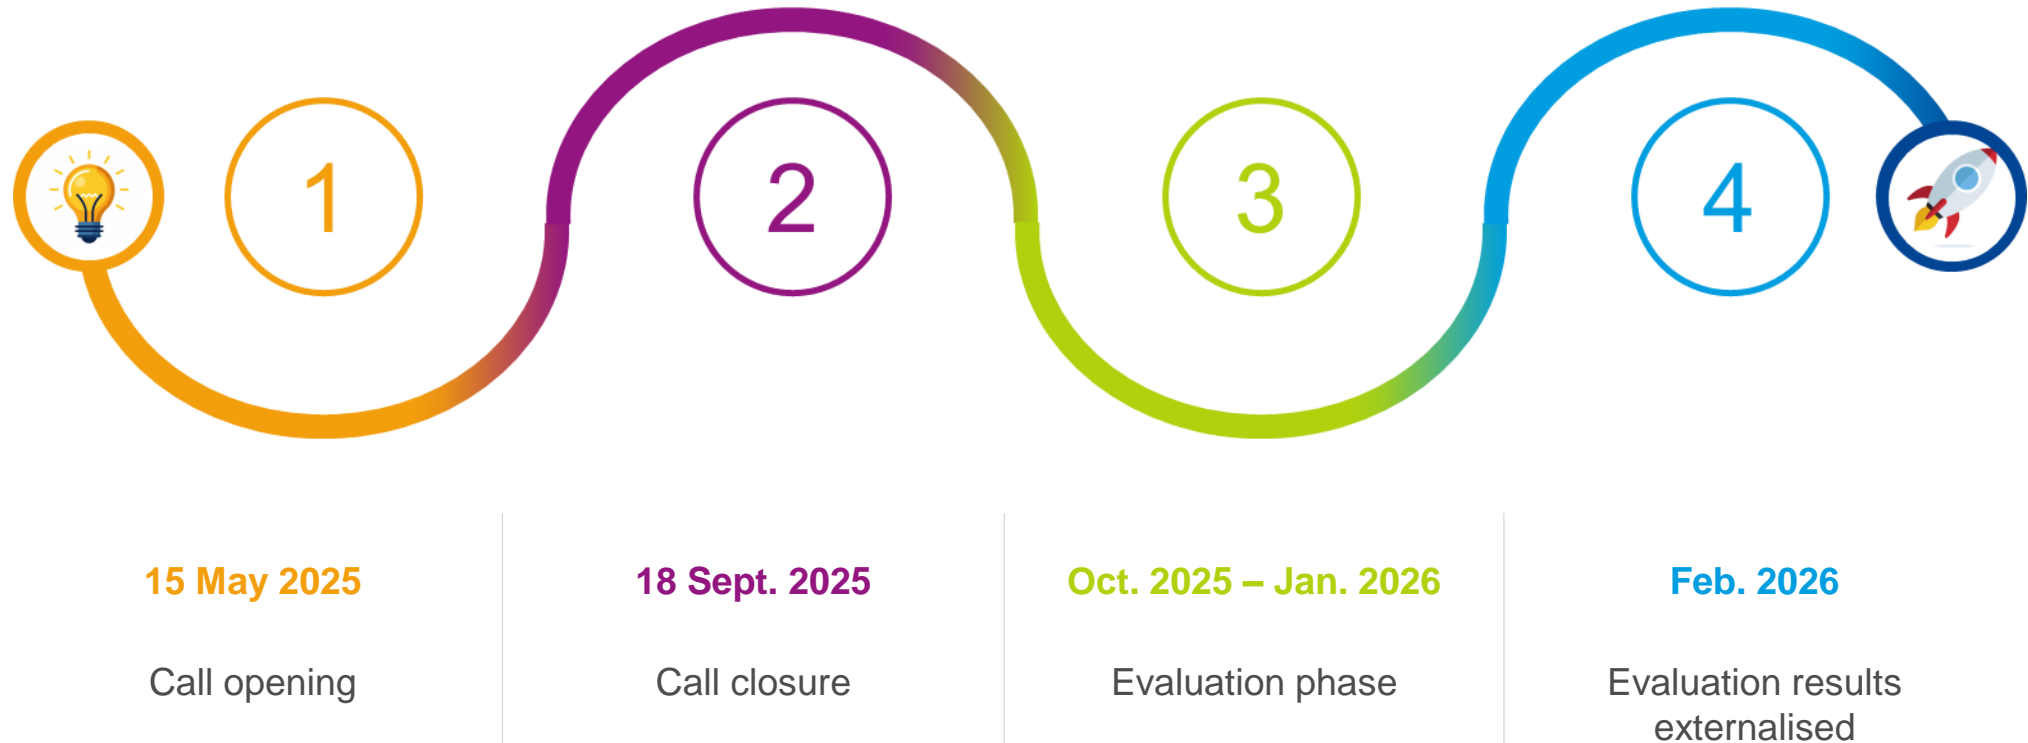 1
2
3
4
15 May 2025
Call opening
18 Sept. 2025
Call closure
Oct. 2025 – Jan. 2026
Evaluation phase
Feb. 2026
Evaluation results
externalised